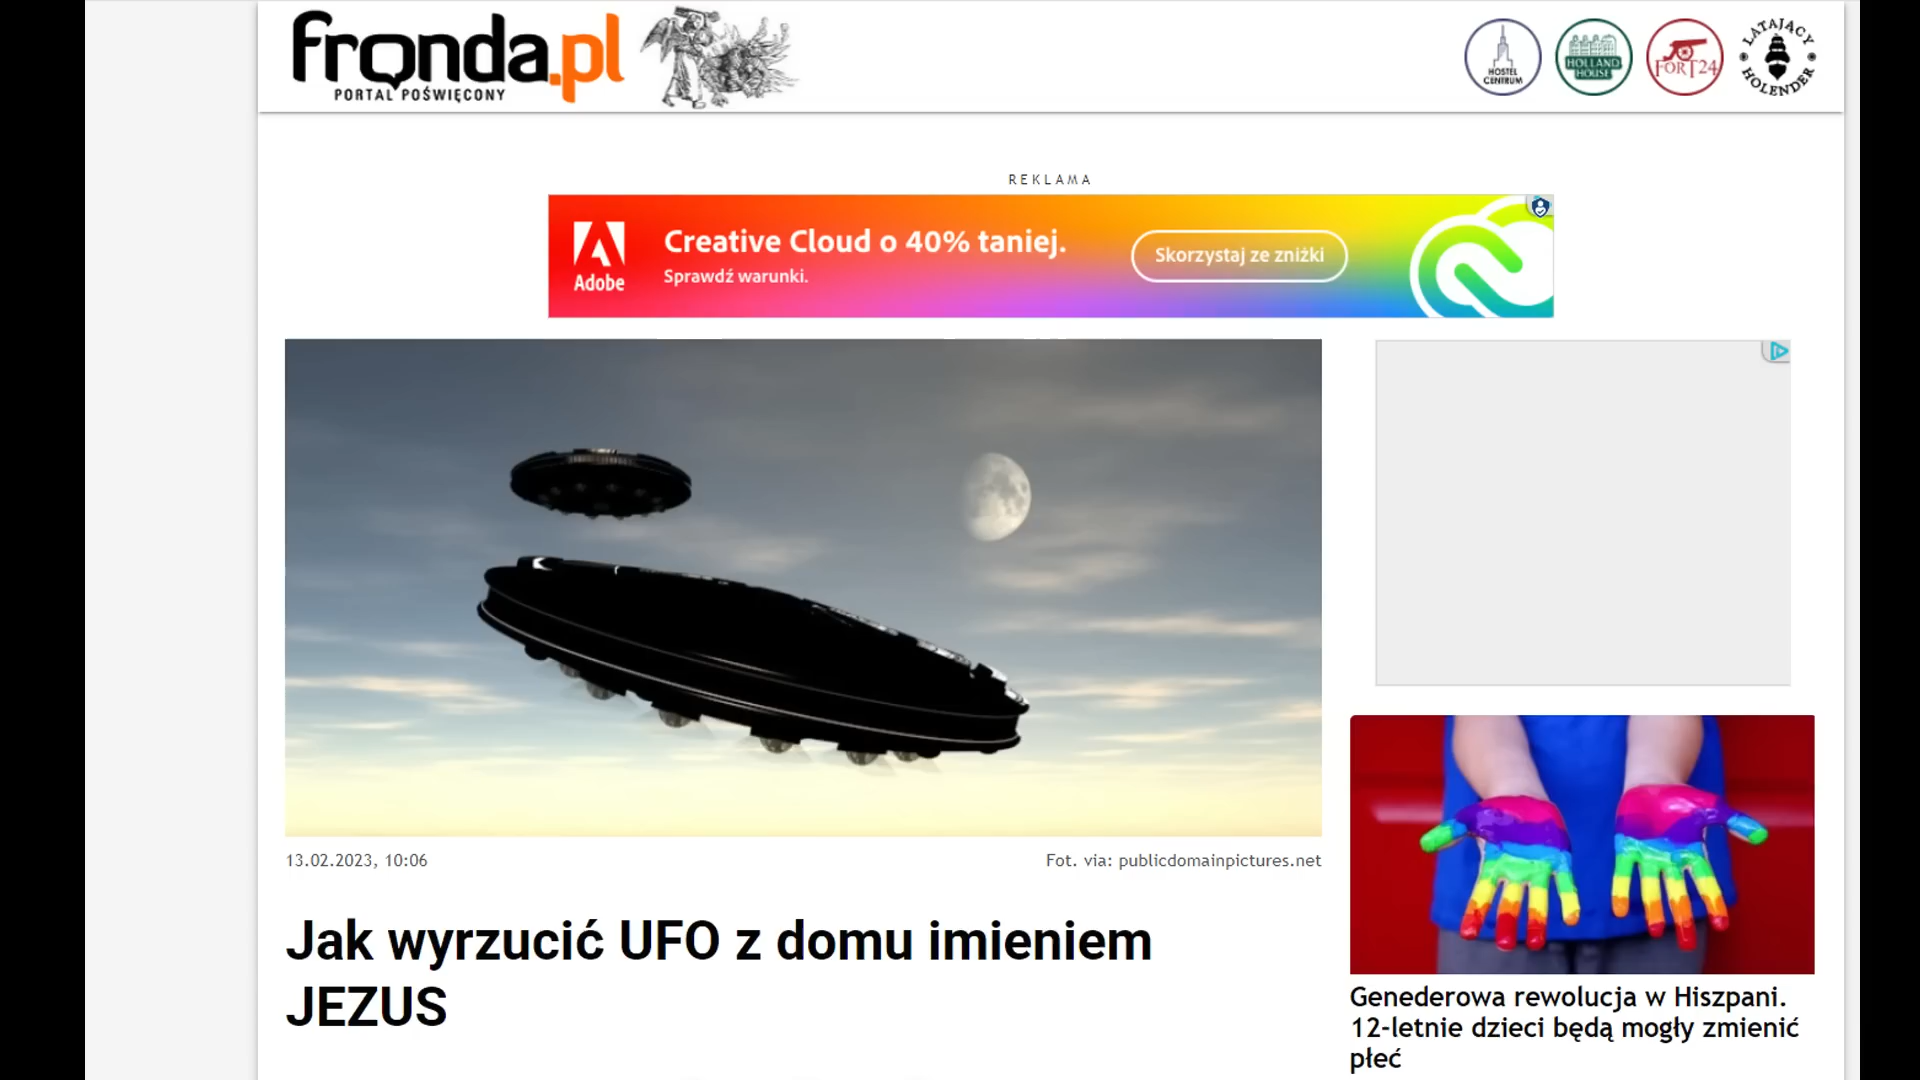 fronda.pl
PORTAL POŚWIĘCONY
HOSTEL
CENTRUM
HOLLAND
HOUSE
FORT24
LATAJĄCY
HOLENDER
REKLAMA
Adobe
Creative Cloud o 40% taniej.
Sprawdź warunki.
Skorzystaj ze zniżki
13.02.2023, 10:06
Fot. via: publicdomainpictures.net
Jak wyrzucić UFO z domu imieniem
JEZUS
Genederowa rewolucja w Hiszpani.
12-letnie dzieci będą mogły zmienić
płeć